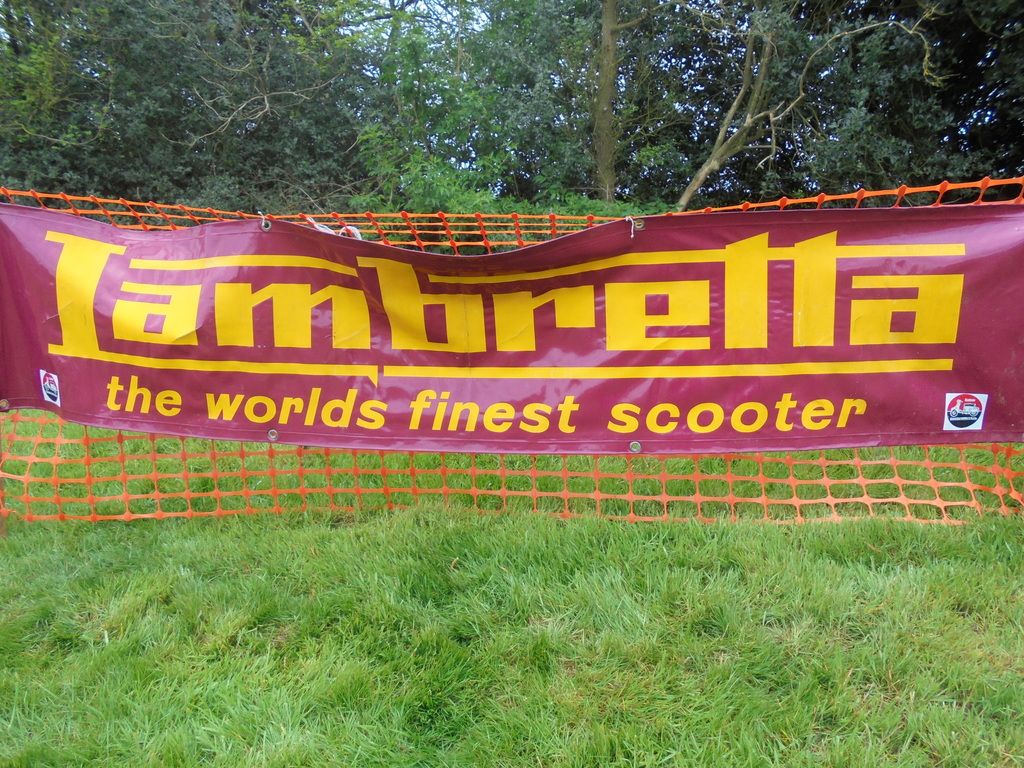 Lambretta
the worlds finest scooter